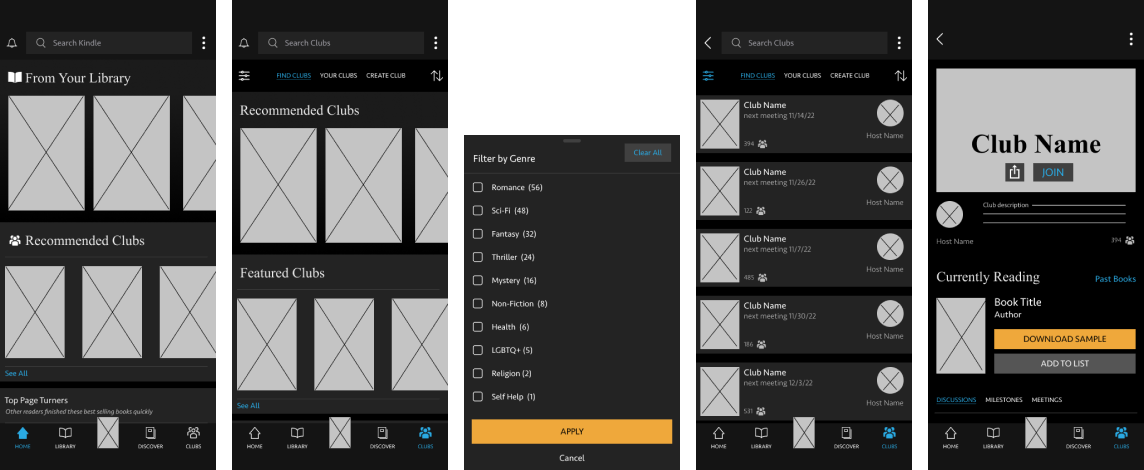 Search Kindle
From Your Library
Recommended Clubs
See All
Top Page Turners
Other readers finished these best selling books quickly
HOME LIBRARY DISCOVER CLUBS
Search Clubs
FIND CLUBS YOUR CLUBS CREATE CLUB
Recommended Clubs
Featured Clubs
See All
HOME LIBRARY DISCOVER CLUBS
Filter by Genre
Clear All
Romance (56)
Sci-Fi (48)
Fantasy (32)
Thriller (24)
Mystery (16)
Non-Fiction (8)
Health (6)
LGBTQ+ (5)
Religion (2)
Self Help (1)
APPLY
Cancel
Search Clubs
FIND CLUBS YOUR CLUBS CREATE CLUB
Club Name
next meeting 11/14/22
Host Name
394
Club Name
next meeting 11/26/22
Host Name
122
Club Name
next meeting 11/7/22
Host Name
485
Club Name
next meeting 11/30/22
Host Name
186
Club Name
next meeting 12/3/22
Host Name
531
HOME LIBRARY DISCOVER CLUBS
Club Name
JOIN
Club description
Host Name
394
Currently Reading
Past Books
Book Title
Author
DOWNLOAD SAMPLE
ADD TO LIST
DISCUSSIONS MILESTONES MEETINGS
HOME LIBRARY DISCOVER CLUBS